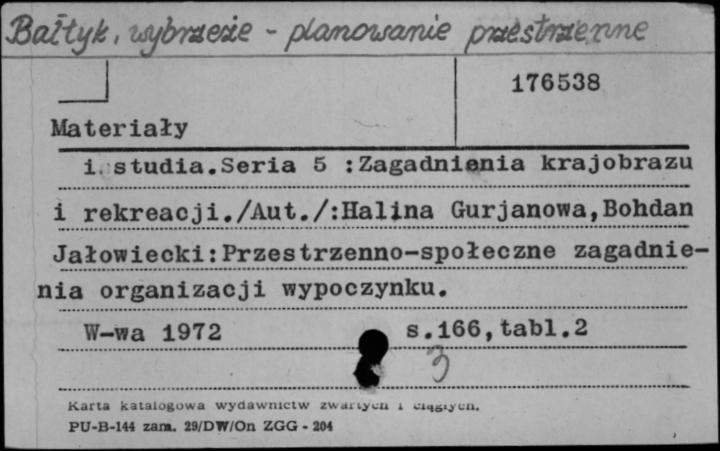 Bałtyk, wybrzeże - planowanie przestrzenne
176538
Materiały
i studia.Seria 5 :Zagadnienia krajobrazu
i rekreacji./Aut./:Halina Gurjanowa,Bohdan
Jałowiecki:Przestrzenno-społeczne zagadnie-
nia organizacji wypoczynku.
W-wa 1972 s.166,tabl.2
3
Karta katalogowa wydawnictw zwartych i ciągłych.
PU-B-144 zam. 29/DW/On ZGG - 204